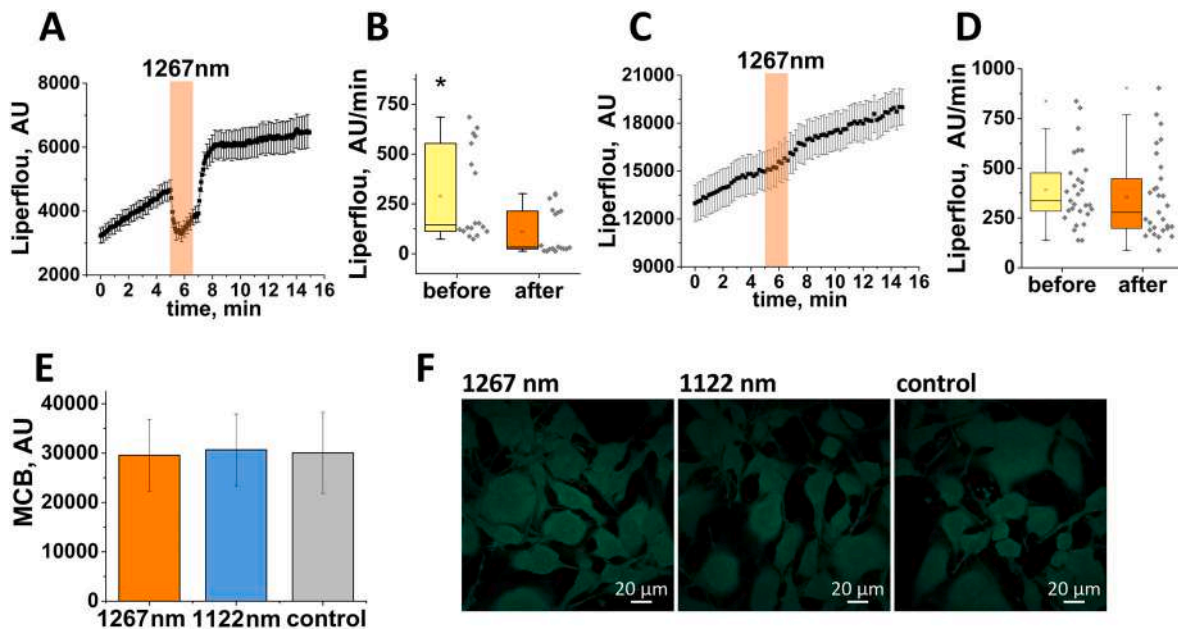 A
1267nm
Liperflou, AU
8000
6000
4000
2000
0 2 4 6 8 10 12 14 16
time, min
B
*
Liperflou, AU/min
750
500
250
0
before after
C
1267nm
Liperflou, AU
21000
18000
15000
12000
9000
0 2 4 6 8 10 12 14 16
time, min
D
Liperflou, AU/min
1000
750
500
250
0
before after
E
MCB, AU
40000
30000
20000
10000
0
1267nm 1122nm control
F
1267 nm 1122 nm control
20 µm 20 µm 20 µm